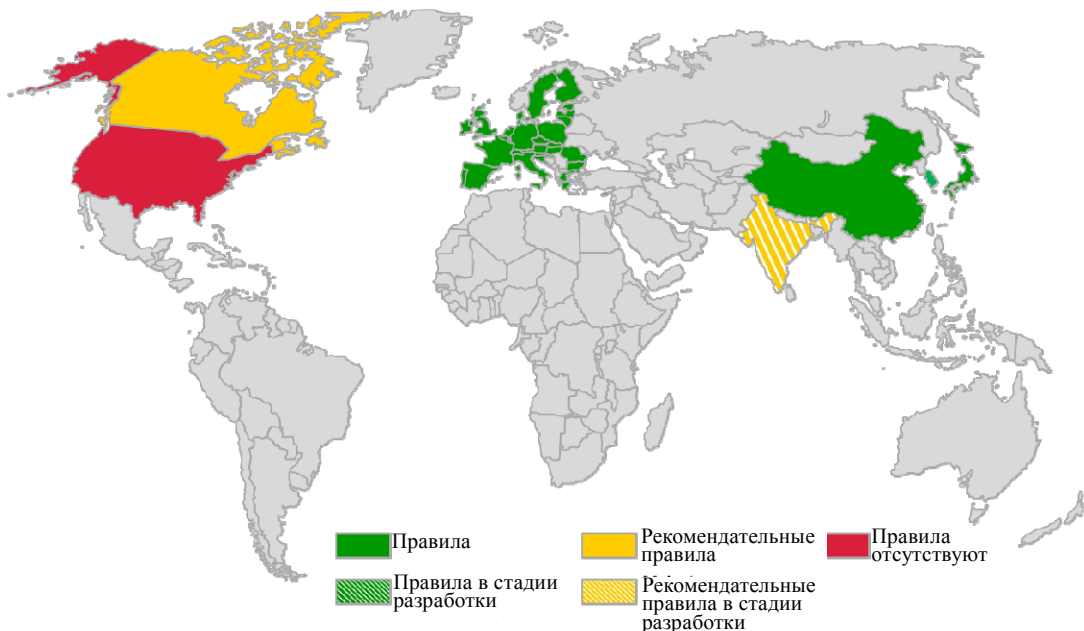 Правила
Рекомендательные
правила
Правила
отсутствуют
Правила в стадии
разработки
Рекомендательные
правила в стадии
разработки